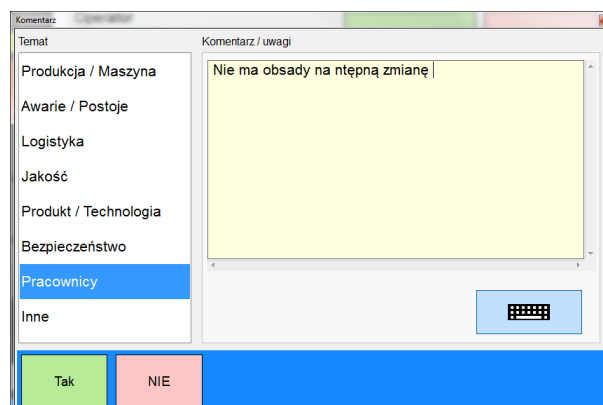 Komentarz
Operator
Temat
Komentarz / uwagi
Produkcja / Maszyna
Awarie / Postoje
Logistyka
Jakość
Produkt / Technologia
Bezpieczeństwo
Pracownicy
Inne
Nie ma obsady na ntępną zmianę
Tak
NIE